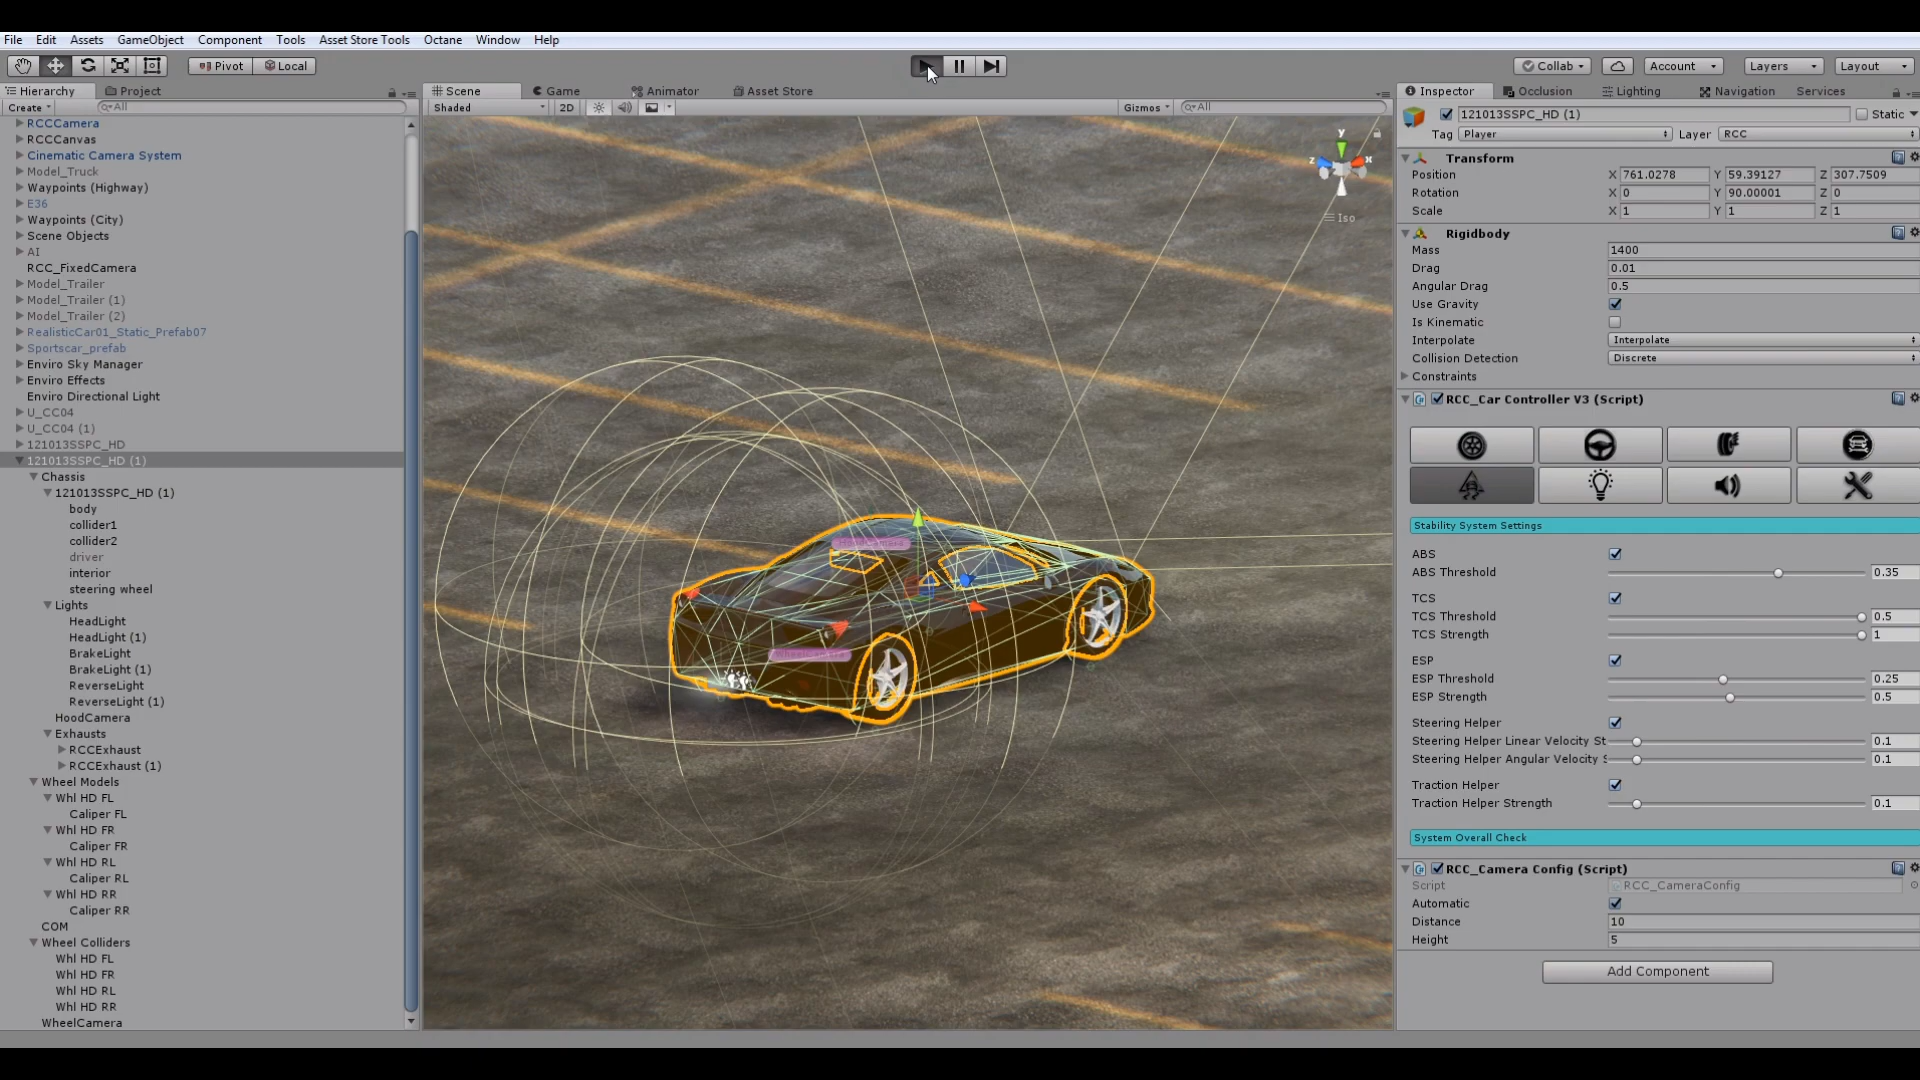 File Edit Assets GameObject Component Tools Asset Store Tools Octane Window Help
Pivot Local Collab Account Layers Layout
Hierarchy Project
Create All
RCCCamera
RCCCanvas
Cinematic Camera System
Model_Truck
Waypoints (Highway)
E36
Waypoints (City)
Scene Objects
AI
RCC_FixedCamera
Model_Trailer
Model_Trailer (1)
Model_Trailer (2)
RealisticCar01_Static_Prefab07
Sportscar_prefab
Enviro Sky Manager
Enviro Effects
Enviro Directional Light
U_CC04
U_CC04 (1)
121013SSPC_HD
121013SSPC_HD (1)
Chassis
121013SSPC_HD (1)
body
collider1
collider2
driver
interior
steering wheel
Lights
HeadLight
HeadLight (1)
BrakeLight
BrakeLight (1)
ReverseLight
ReverseLight (1)
HoodCamera
Exhausts
RCCExhaust
RCCExhaust (1)
Wheel Models
Whl HD FL
Caliper FL
Whl HD FR
Caliper FR
Whl HD RL
Caliper RL
Whl HD RR
Caliper RR
COM
Wheel Colliders
Whl HD FL
Whl HD FR
Whl HD RL
Whl HD RR
WheelCamera
Scene Game Animator Asset Store
Shaded 2D Gizmos All
y
z x
Iso
HoodCamera
WheelCamera
Inspector Occlusion Lighting Navigation Services
121013SSPC_HD (1) Static
Tag Player Layer RCC
Transform
Position X 761.0278 Y 59.39127 Z 307.7509
Rotation X 0 Y 90.00001 Z 0
Scale X 1 Y 1 Z 1
Rigidbody
Mass 1400
Drag 0.01
Angular Drag 0.5
Use Gravity
Is Kinematic
Interpolate Interpolate
Collision Detection Discrete
Constraints
RCC_Car Controller V3 (Script)
Stability System Settings
ABS
ABS Threshold 0.35
TCS
TCS Threshold 0.5
TCS Strength 1
ESP
ESP Threshold 0.25
ESP Strength 0.5
Steering Helper
Steering Helper Linear Velocity St 0.1
Steering Helper Angular Velocity S 0.1
Traction Helper
Traction Helper Strength 0.1
System Overall Check
RCC_Camera Config (Script)
Script RCC_CameraConfig
Automatic
Distance 10
Height 5
Add Component